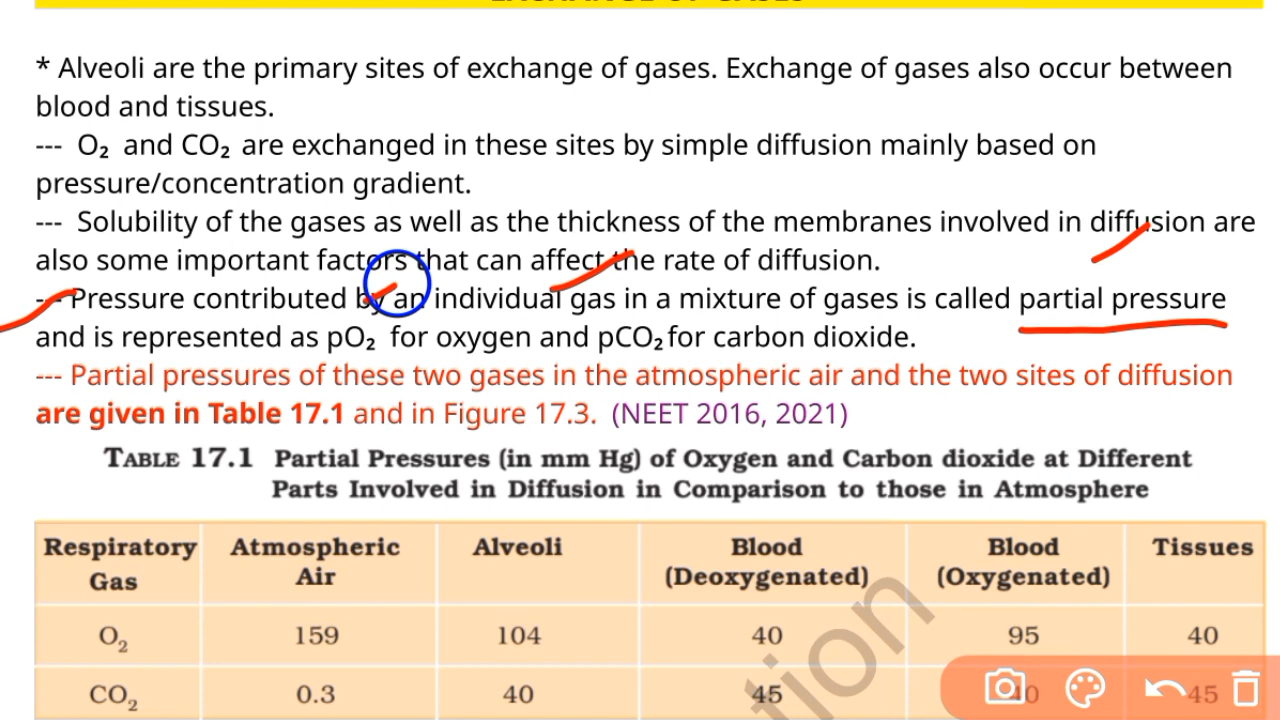 EXCHANGE OF GASES
* Alveoli are the primary sites of exchange of gases. Exchange of gases also occur between
blood and tissues.
--- O₂ and CO₂ are exchanged in these sites by simple diffusion mainly based on
pressure/concentration gradient.
--- Solubility of the gases as well as the thickness of the membranes involved in diffusion are
also some important factors that can affect the rate of diffusion.
--- Pressure contributed by an individual gas in a mixture of gases is called partial pressure
and is represented as pO₂ for oxygen and pCO₂ for carbon dioxide.
--- Partial pressures of these two gases in the atmospheric air and the two sites of diffusion
are given in Table 17.1 and in Figure 17.3. (NEET 2016, 2021)
TABLE 17.1 Partial Pressures (in mm Hg) of Oxygen and Carbon dioxide at Different
Parts Involved in Diffusion in Comparison to those in Atmosphere
Respiratory Gas Atmospheric Air Alveoli Blood (Deoxygenated) Blood (Oxygenated) Tissues
O₂ 159 104 40 95 40
CO₂ 0.3 40 45 40 45